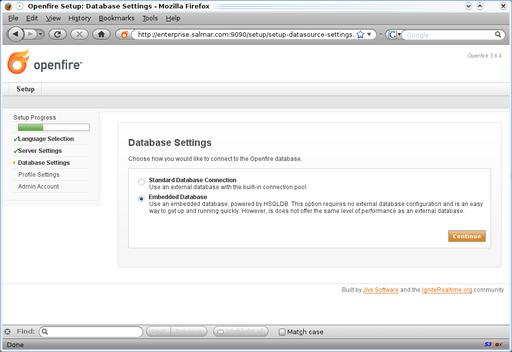 Openfire Setup: Database Settings - Mozilla Firefox
File Edit View History Bookmarks Tools Help
http://enterprise.salmar.com:9090/setup/setup-datasource-settings.
Google
openfire
Openfire 3.6.4
Setup
Setup Progress
Language Selection
Server Settings
Database Settings
Profile Settings
Admin Account
Database Settings
Choose how you would like to connect to the Openfire database.
Standard Database Connection
Use an external database with the built-in connection pool.
Embedded Database
Use an embedded database, powered by HSQLDB. This option requires no external database configuration and is an easy
way to get up and running quickly. However, is does not offer the same level of performance as an external database.
Continue
Built by Jive Software and the IgniteRealtime.org community
Find:
Match case
Done